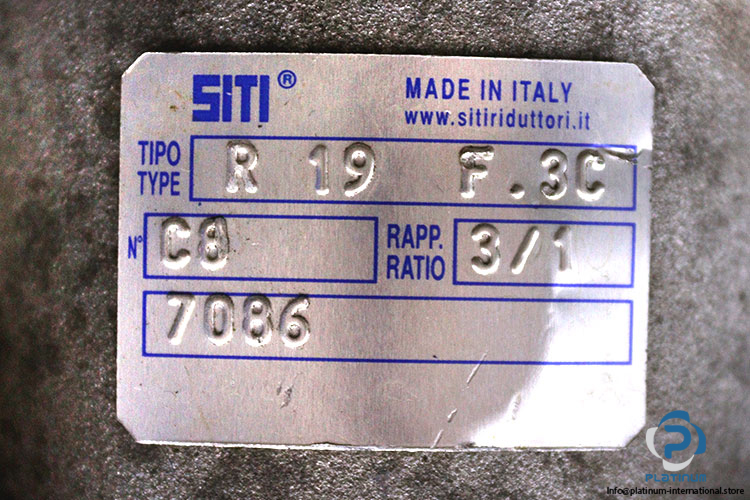 SITI®
MADE IN ITALY
www.sitiriduttori.it
TIPO
TYPE
R 19 F.3C
N° C8
RAPP.
RATIO
3/1
7086
PLATINUM
Info@platinum-international.store